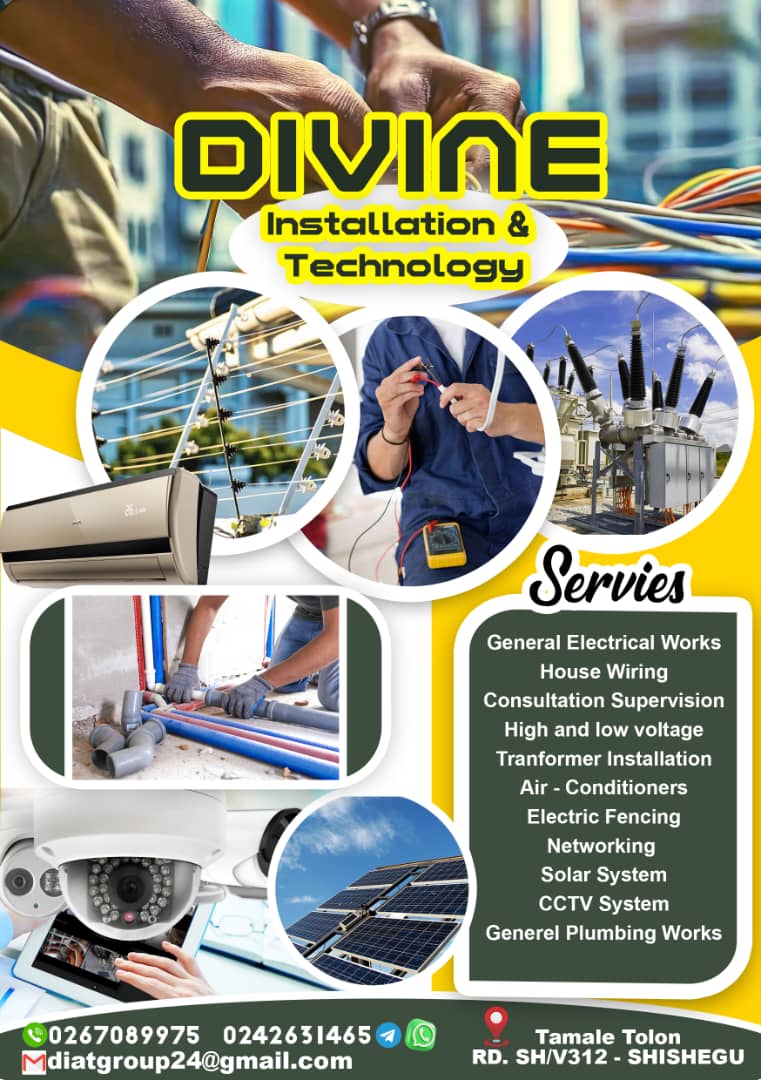 DIVINE
Installation &
Technology
Servies
General Electrical Works
House Wiring
Consultation Supervision
High and low voltage
Tranformer Installation
Air - Conditioners
Electric Fencing
Networking
Solar System
CCTV System
Generel Plumbing Works
0267089975 0242631465
diatgroup24@gmail.com
Tamale Tolon
RD. SH/V312 - SHISHEGU